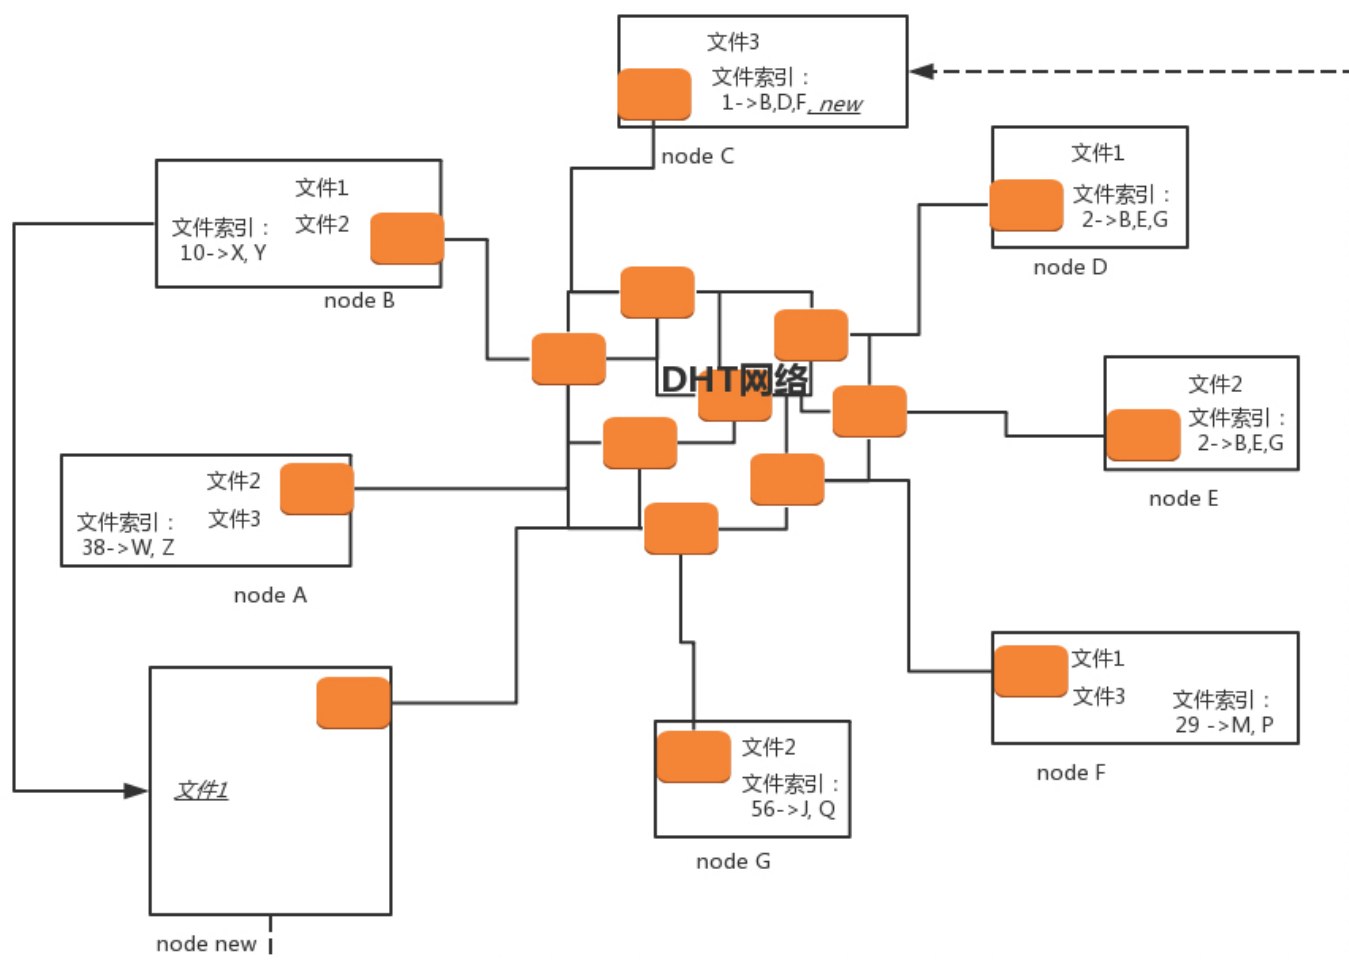 文件3
文件索引：
1->B,D,F, new
node C
文件1
文件索引：
2->B,E,G
node D
文件1
文件2
文件索引：
10->X, Y
node B
DHT网络
文件2
文件索引：
2->B,E,G
node E
文件2
文件3
文件索引：
38->W, Z
node A
文件1
文件3
文件索引：
29 ->M, P
node F
文件1
node new
文件2
文件索引：
56->J, Q
node G